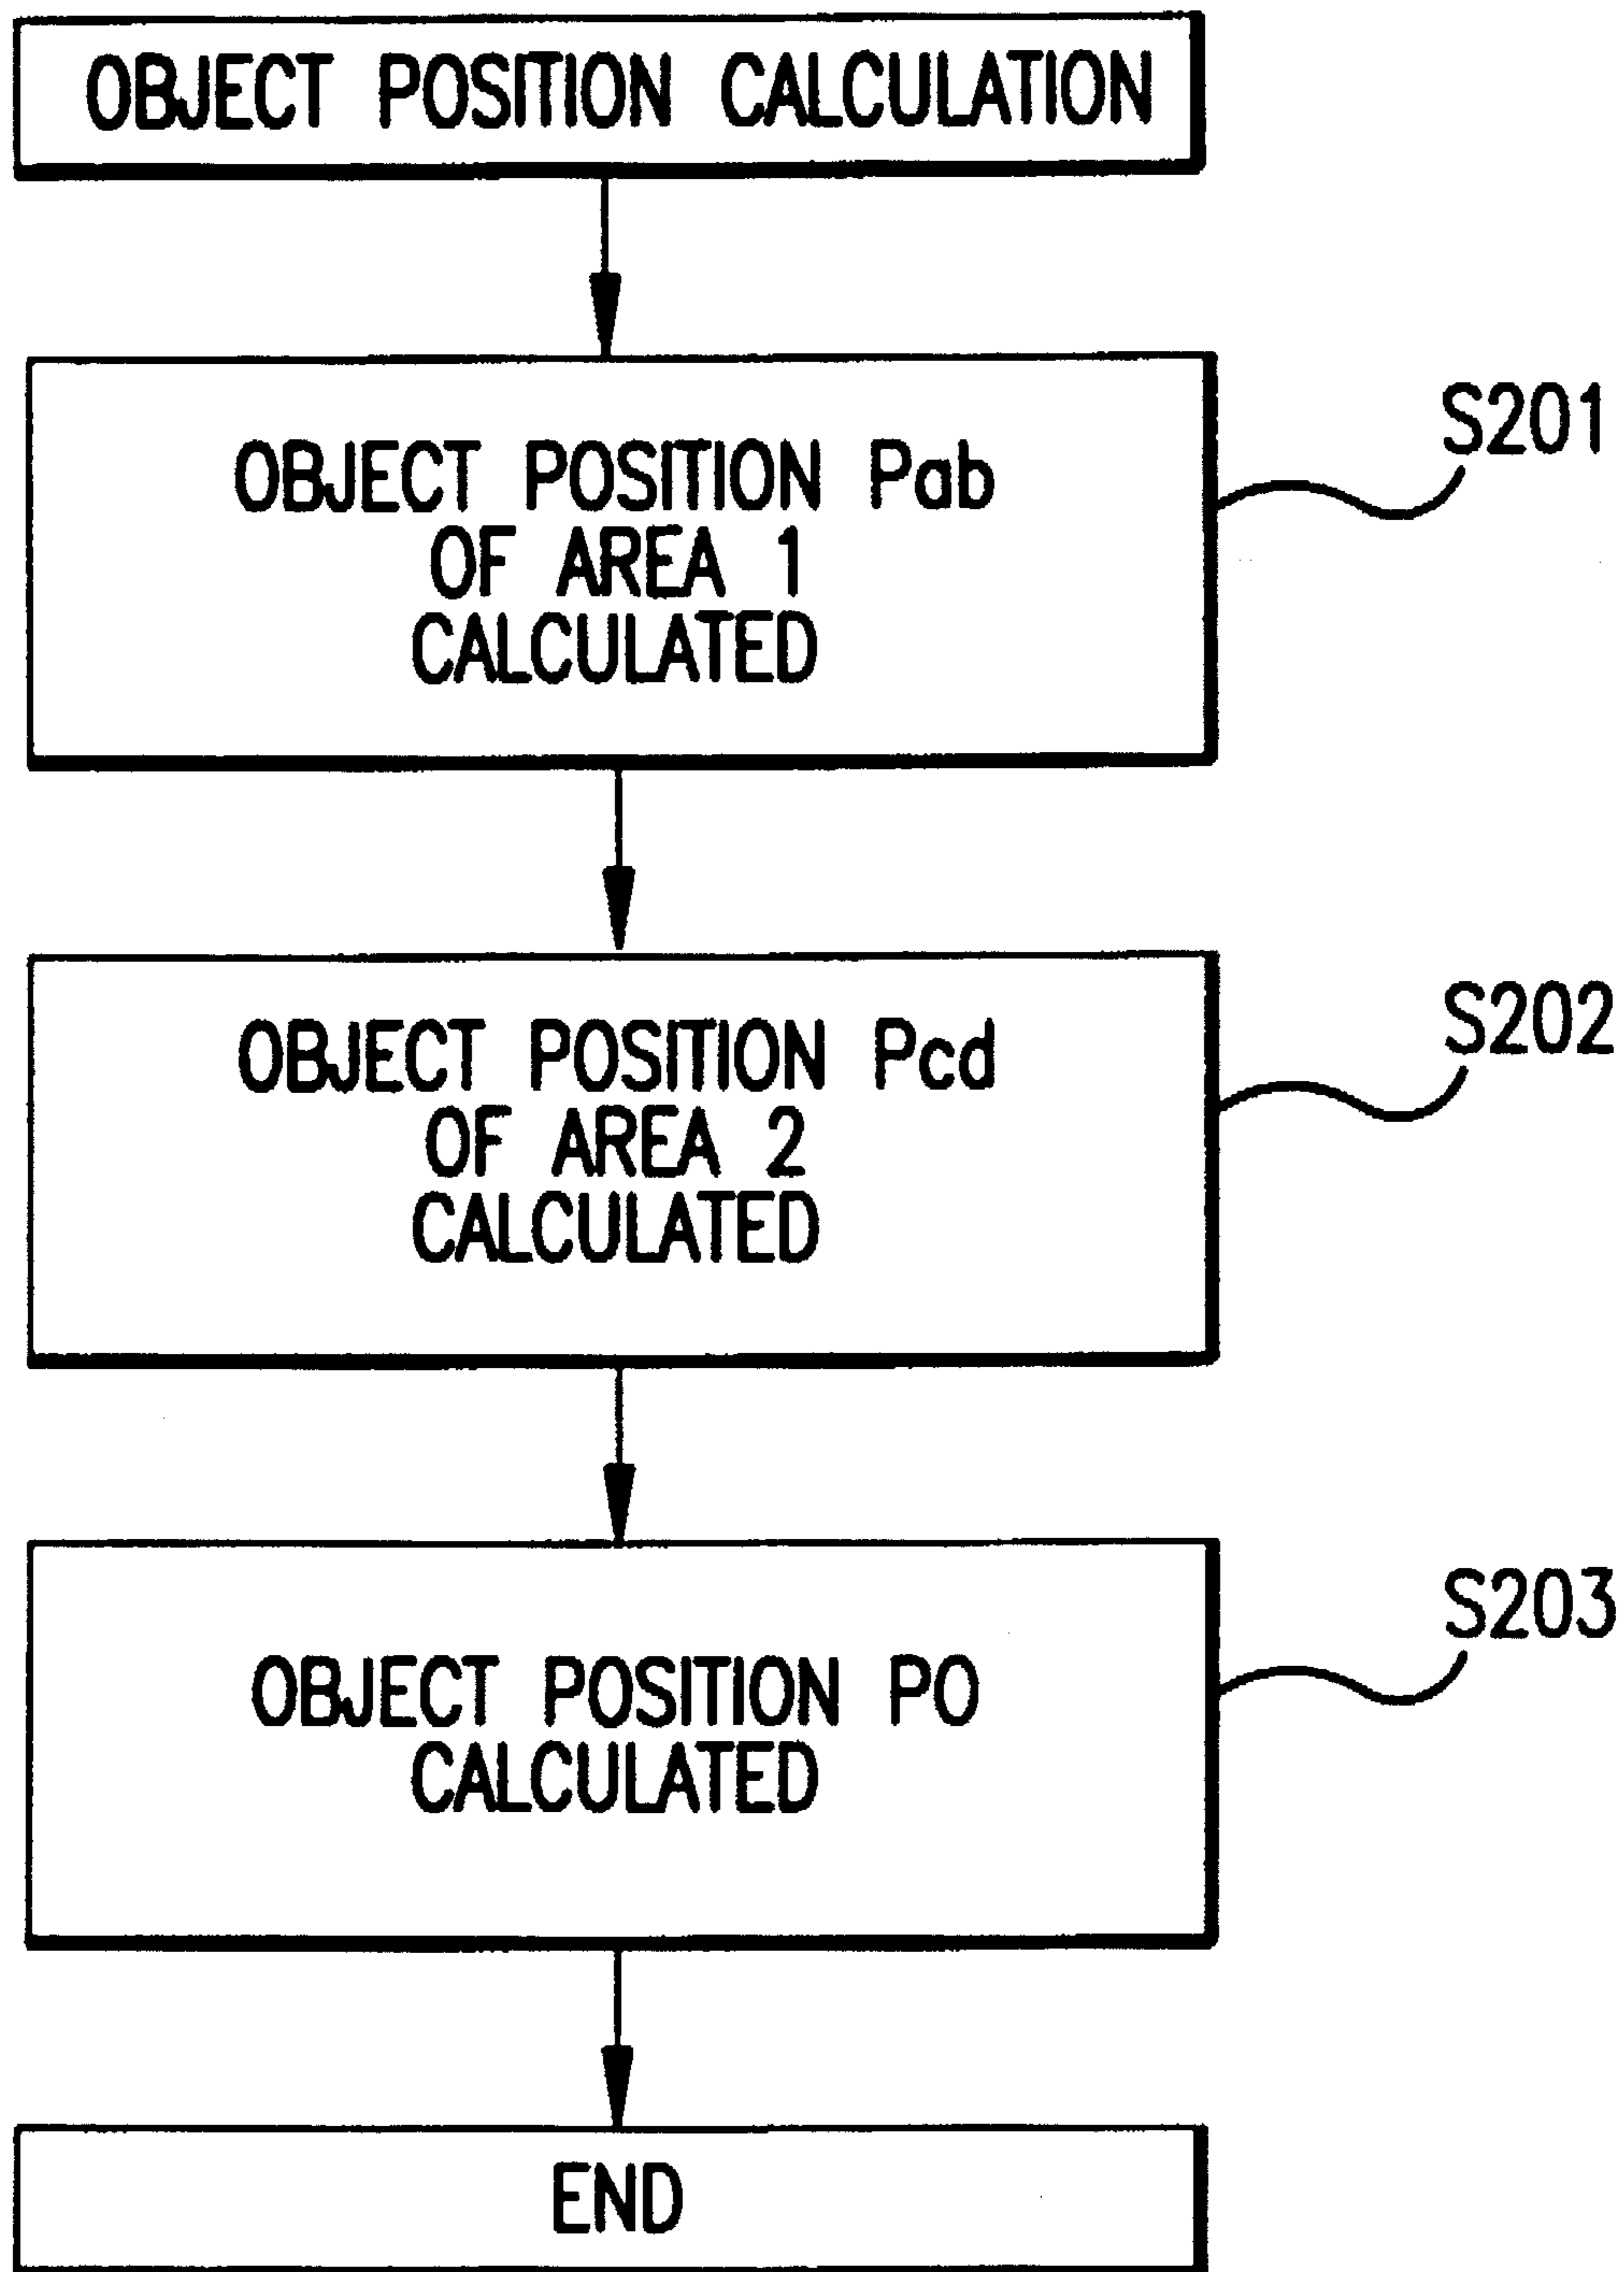 OBJECT POSITION CALCULATION
OBJECT POSITION Pab
OF AREA 1
CALCULATED
S201
OBJECT POSITION Pcd
OF AREA 2
CALCULATED
S202
OBJECT POSITION PO
CALCULATED
S203
END